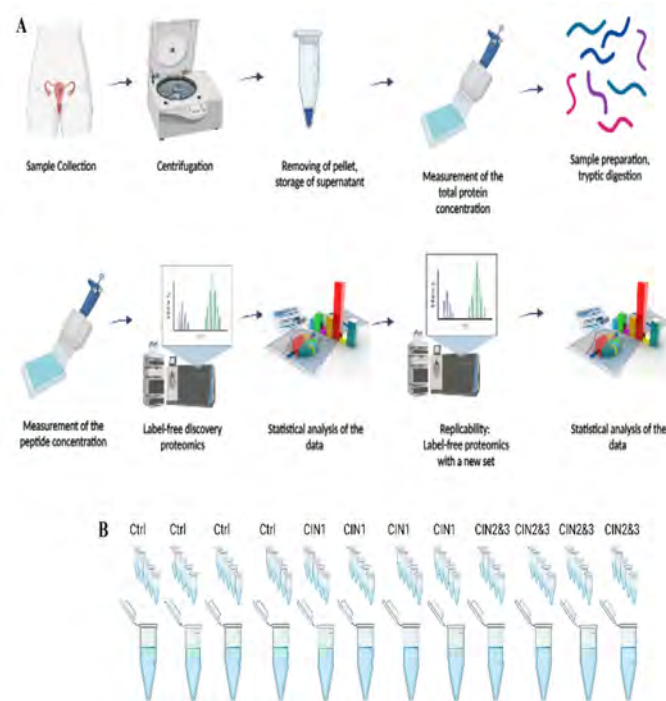 A
Sample Collection
Centrifugation
Removing of pellet,
storage of supernatant
Measurement of the
total protein
concentration
Sample preparation,
tryptic digestion
Measurement of the
peptide concentration
Label-free discovery
proteomics
Statistical analysis of the
data
Replicability:
Label-free proteomics
with a new set
Statistical analysis of the
data
B
Ctrl Ctrl Ctrl Ctrl CIN1 CIN1 CIN1 CIN1 CIN2&3 CIN2&3 CIN2&3 CIN2&3